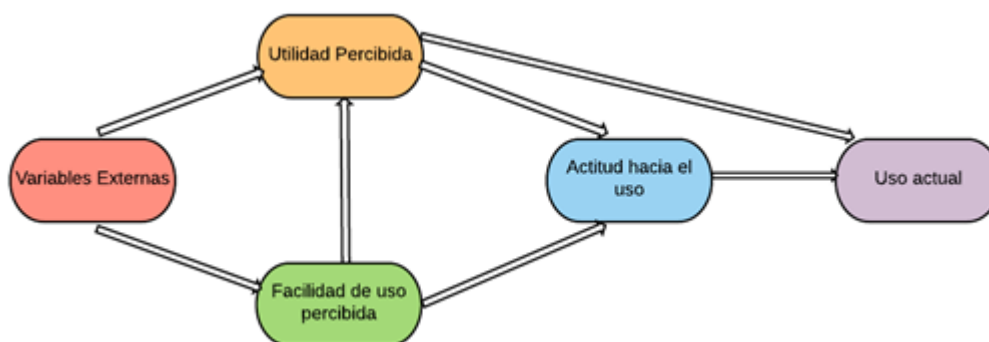 Utilidad Percibida
Variables Externas
Actitud hacia el
uso
Uso actual
Facilidad de uso
percibida